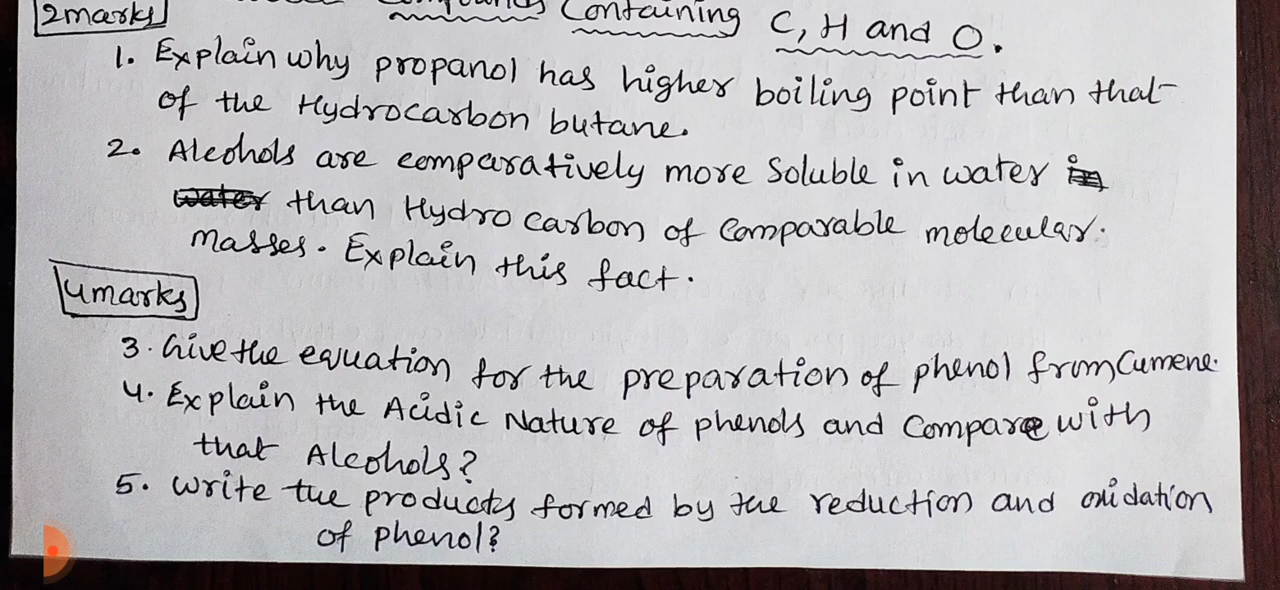 2marks
Containing C, H and O.
1. Explain why propanol has higher boiling point than that
of the Hydrocarbon butane.
2. Alcohols are comparatively more Soluble in water in
water than Hydro carbon of Comparable molecular.
masses. Explain this fact.
4marks
3. Give the equation for the preparation of phenol from Cumene.
4. Explain the Acidic Nature of phenols and Compare with
that Alcohols?
5. Write the products formed by the reduction and oxidation
of phenol?